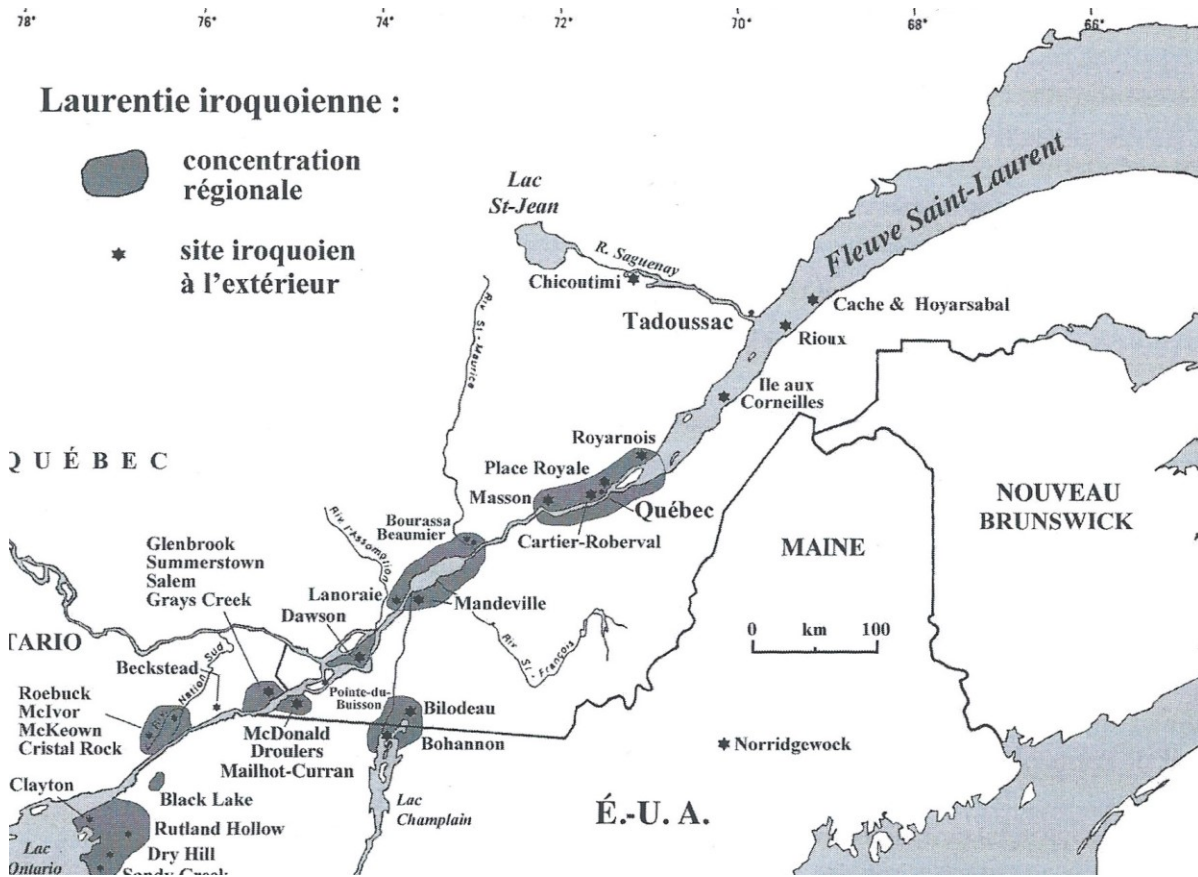 78°
76°
74°
72°
70°
68°
66°
Laurentie iroquoienne :
concentration
régionale
site iroquoien
à l'extérieur
Lac
St-Jean
R. Saguenay
Chicoutimi
Tadoussac
Fleuve Saint-Laurent
Cache & Hoyarsabal
Rioux
Ile aux
Corneilles
Riv St-Maurice
QUÉBEC
Royarnois
Place Royale
Masson
Québec
Cartier-Roberval
NOUVEAU
BRUNSWICK
MAINE
Bourassa
Beaumier
Riv l'Assomption
Glenbrook
Summerstown
Salem
Grays Creek
Lanoraie
Dawson
Mandeville
Riv St-François
0 km 100
TARIO
Beckstead
Nation Sud
Roebuck
McIvor
McKeown
Cristal Rock
Pointe-du-
Buisson
McDonald
Droulers
Mailhot-Curran
Bilodeau
Bohannon
Norridgewock
Clayton
Black Lake
Lac
Champlain
É.-U. A.
Rutland Hollow
Dry Hill
Sandy Creek
Lac
Ontario